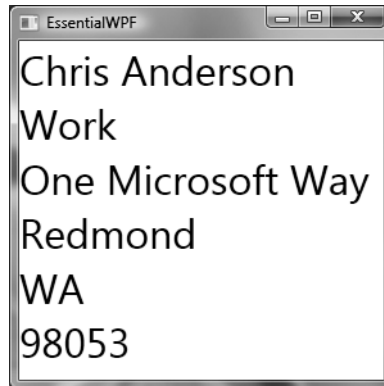 EssentialWPF
Chris Anderson
Work
One Microsoft Way
Redmond
WA
98053